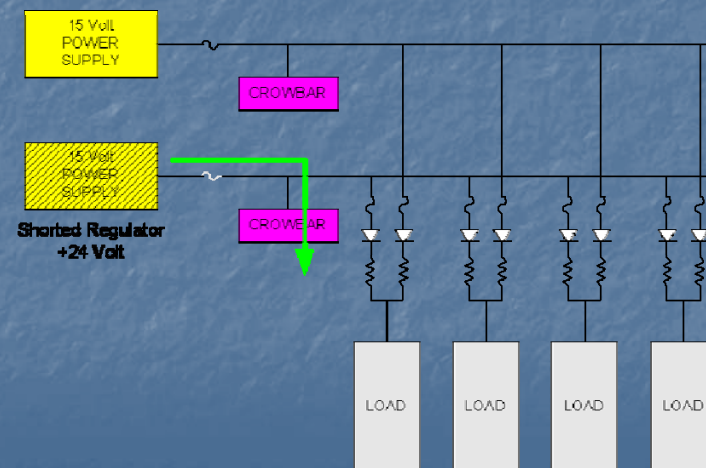 15 Volt
POWER
SUPPLY
CROWBAR
15 Volt
POWER
SUPPLY
Shorted Regulator
+24 Volt
CROWBAR
LOAD
LOAD
LOAD
LOAD